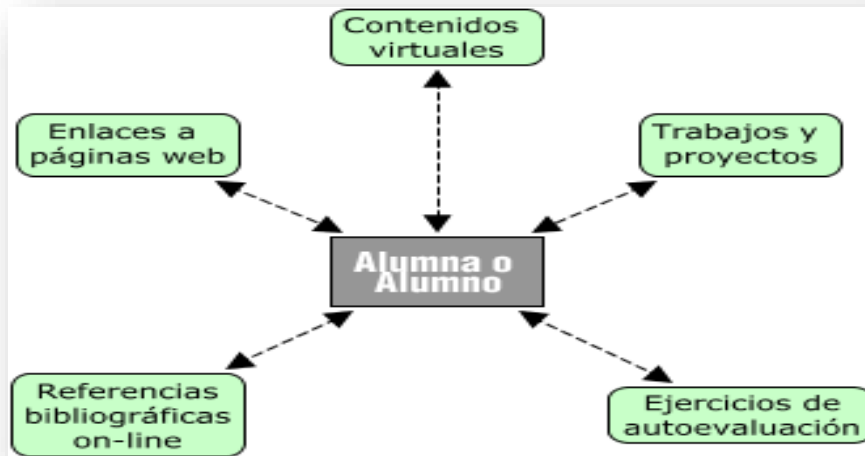 Contenidos
virtuales
Enlaces a
páginas web
Trabajos y
proyectos
Alumna o
Alumno
Referencias
bibliográficas
on-line
Ejercicios de
autoevaluación